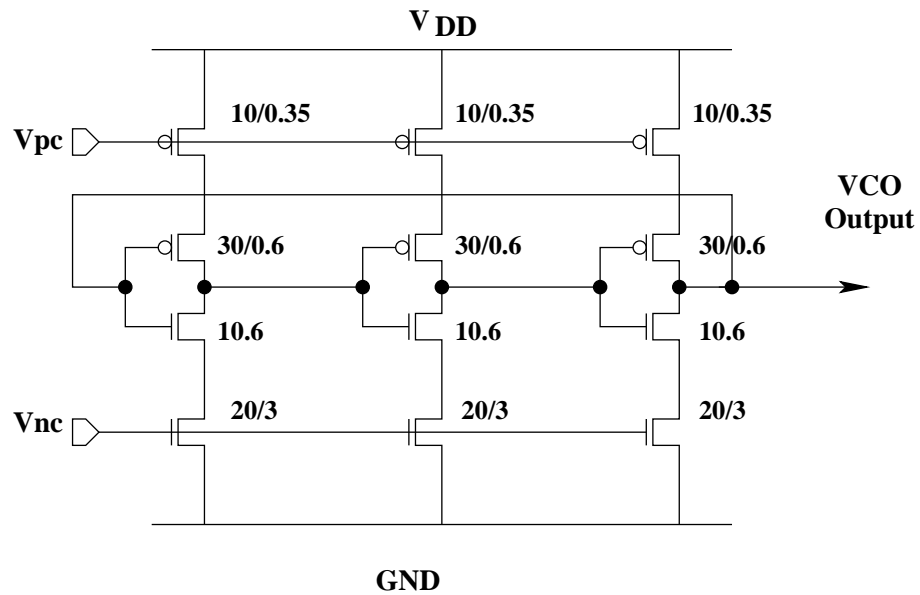 V DD
10/0.35 10/0.35 10/0.35
Vpc
VCO
Output
30/0.6 30/0.6 30/0.6
10.6 10.6 10.6
20/3 20/3 20/3
Vnc
GND